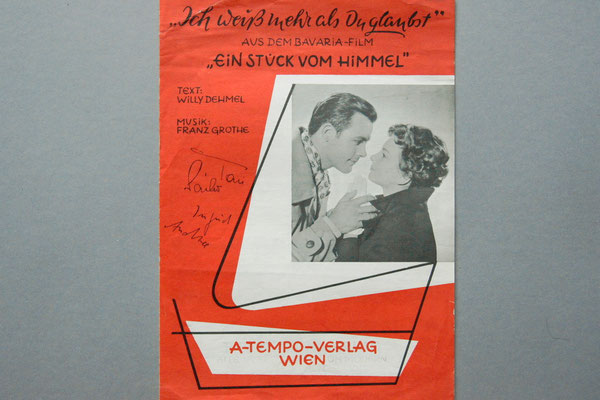 „Ich weiß mehr als Du glaubst"
AUS DEM BAVARIA-FILM
„EIN STÜCK VOM HIMMEL"
TEXT:
WILLY DEHMEL
MUSIK:
FRANZ GROTHE
A-TEMPO-VERLAG
WIEN